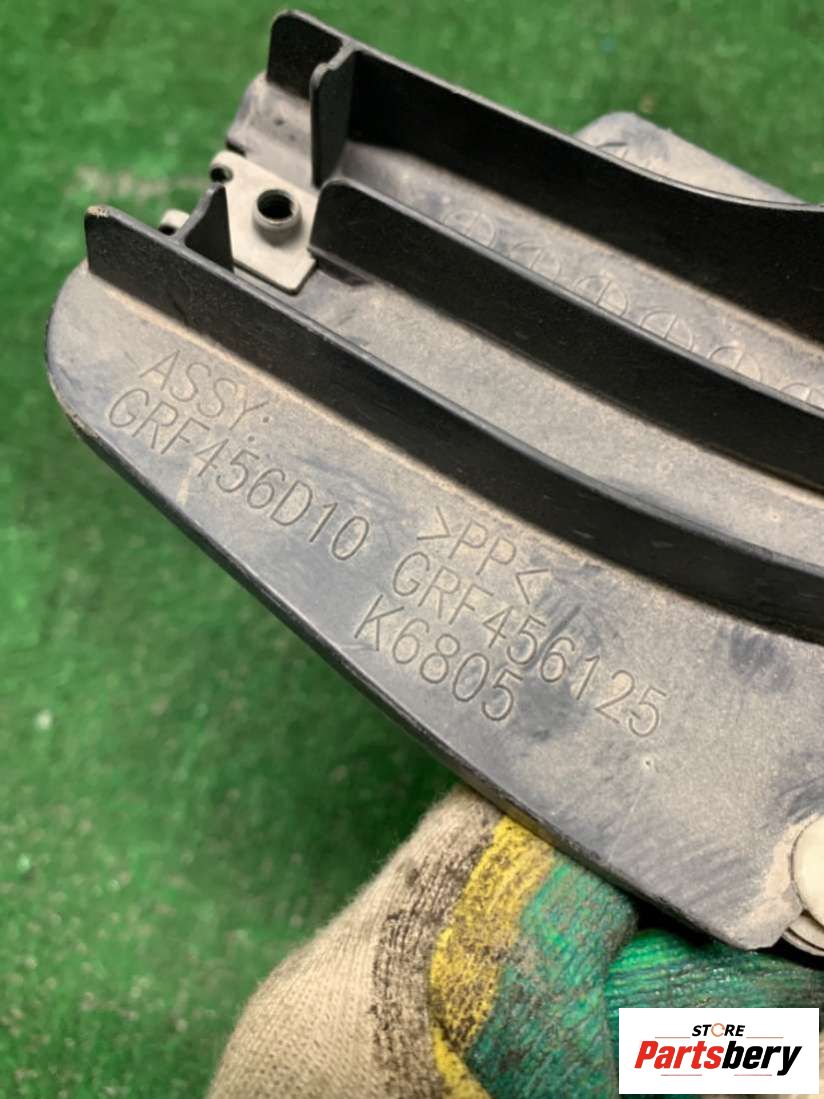 ASSY:
GRF456D10
>PP<
GRF456125
K6805
STORE
Partsbery